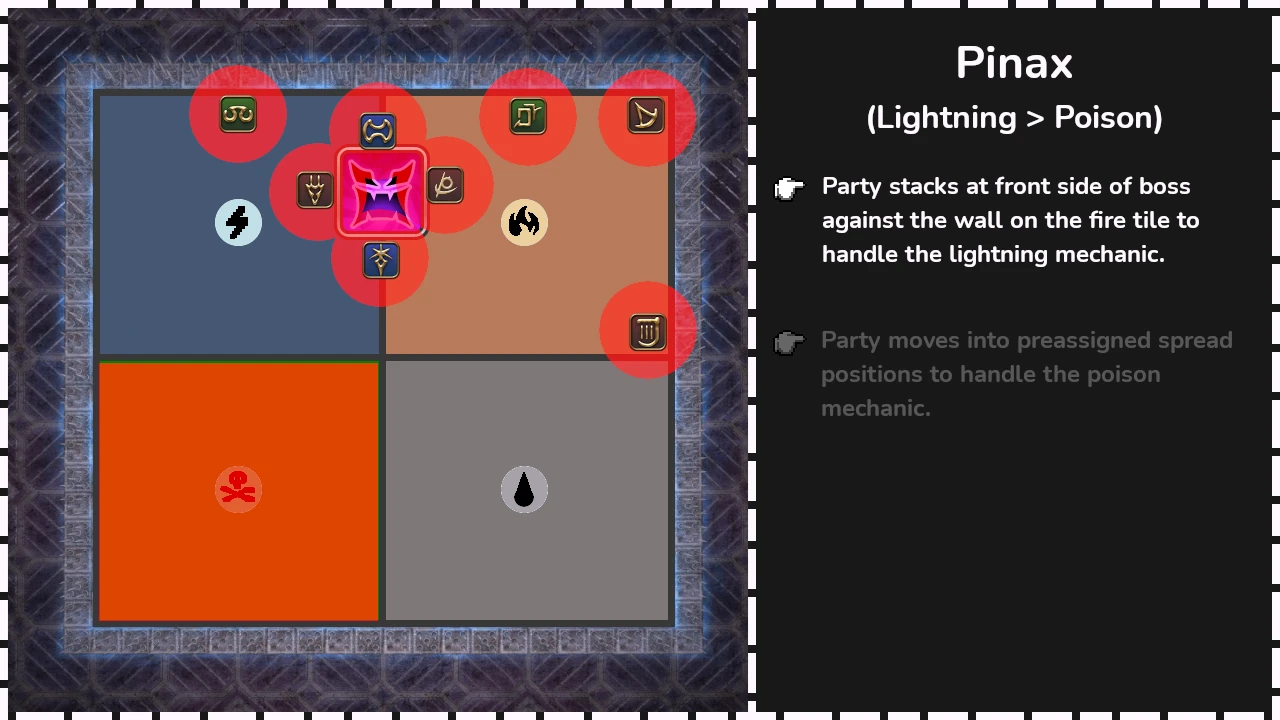 Pinax
(Lightning > Poison)
Party stacks at front side of boss
against the wall on the fire tile to
handle the lightning mechanic.
Party moves into preassigned spread
positions to handle the poison
mechanic.